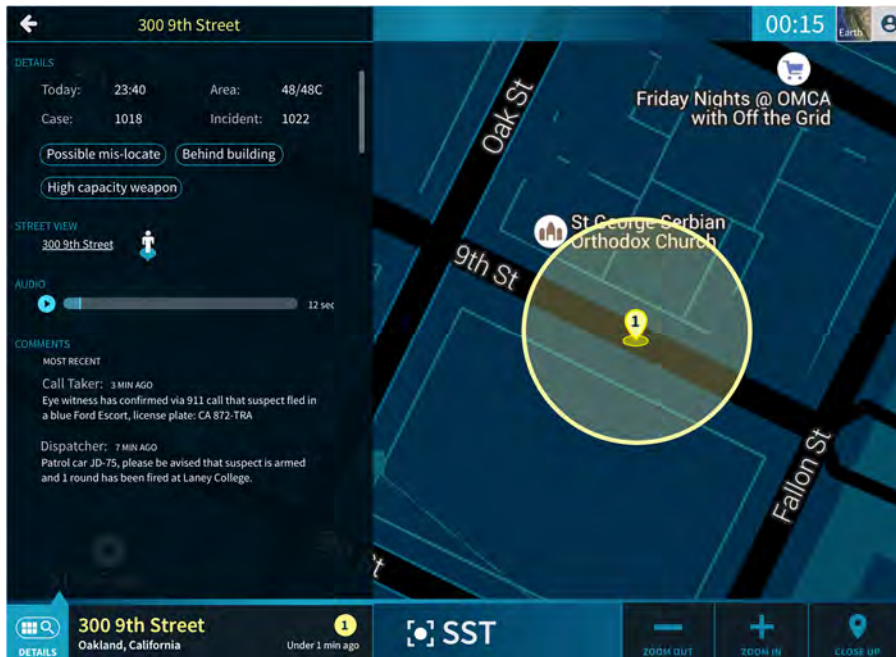 300 9th Street
00:15
Earth
DETAILS
Today: 23:40 Area: 48/48C
Case: 1018 Incident: 1022
Possible mis-locate Behind building
High capacity weapon
STREET VIEW
300 9th Street
AUDIO
12 sec
COMMENTS
MOST RECENT
Call Taker: 3 MIN AGO
Eye witness has confirmed via 911 call that suspect fled in
a blue Ford Escort, license plate: CA 872-TRA
Dispatcher: 7 MIN AGO
Patrol car JD-75, please be avised that suspect is armed
and 1 round has been fired at Laney College.
Oak St
Friday Nights @ OMCA
with Off the Grid
St George Serbian
Orthodox Church
9th St
1
Fallon St
DETAILS
300 9th Street
Oakland, California
1
Under 1 min ago
SST
ZOOM OUT
ZOOM IN
CLOSE UP